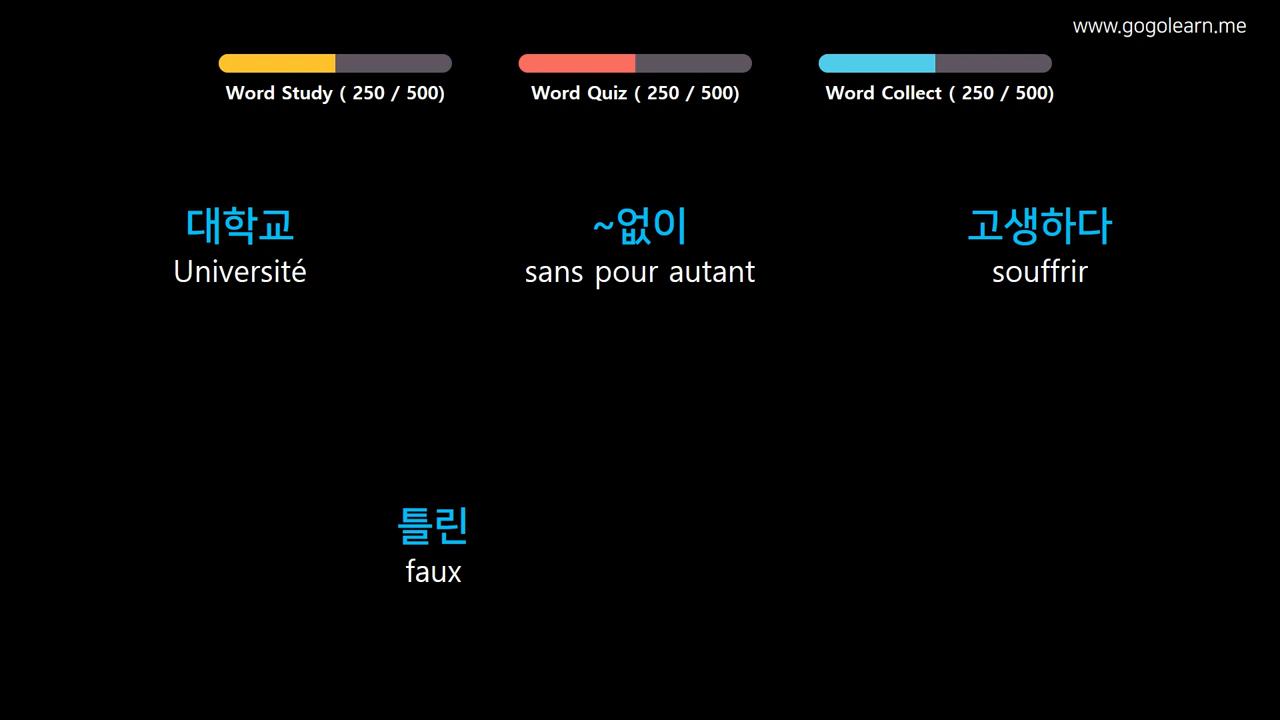 www.gogolearn.me
Word Study ( 250 / 500)
Word Quiz ( 250 / 500)
Word Collect ( 250 / 500)
대학교
Université
~없이
sans pour autant
고생하다
souffrir
틀린
faux